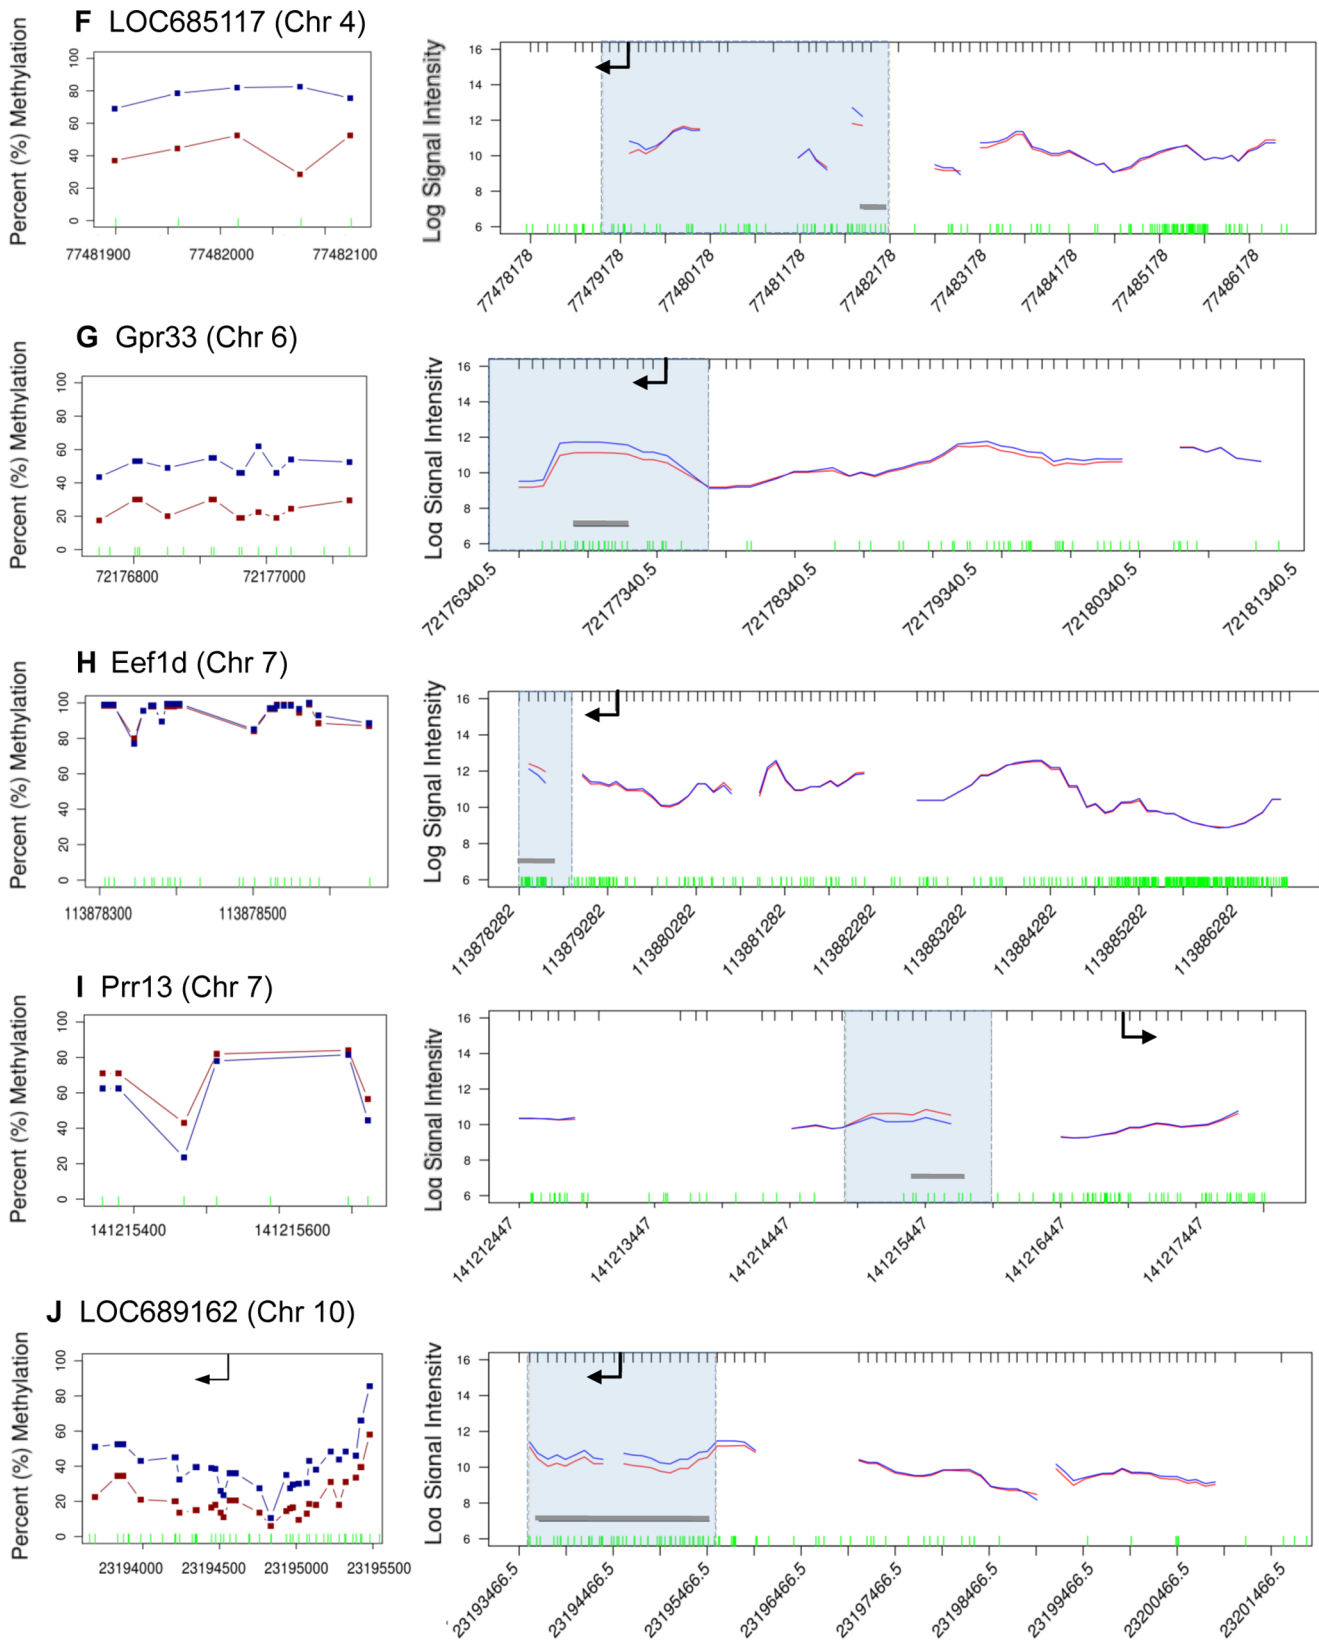 F LOC685117 (Chr 4)
Percent (%) Methylation
0 20 40 60 80 100
77481900 77482000 77482100
Log Signal Intensity
6 8 10 12 14 16
77478178 77479178 77480178 77481178 77482178 77483178 77484178 77485178 77486178
G Gpr33 (Chr 6)
Percent (%) Methylation
0 20 40 60 80 100
72176800 72177000
Log Signal Intensity
6 8 10 12 14 16
72176340.5 72177340.5 72178340.5 72179340.5 72180340.5 72181340.5
H Eef1d (Chr 7)
Percent (%) Methylation
0 20 40 60 80 100
113878300 113878500
Log Signal Intensity
6 8 10 12 14 16
113878282 113879282 113880282 113881282 113882282 113883282 113884282 113885282 113886282
I Prr13 (Chr 7)
Percent (%) Methylation
0 20 40 60 80 100
141215400 141215600
Log Signal Intensity
6 8 10 12 14 16
141212447 141213447 141214447 141215447 141216447 141217447
J LOC689162 (Chr 10)
Percent (%) Methylation
0 20 40 60 80 100
23194000 23194500 23195000 23195500
Log Signal Intensity
6 8 10 12 14 16
23193466.5 23194466.5 23195466.5 23196466.5 23197466.5 23198466.5 23199466.5 23200466.5 23201466.5